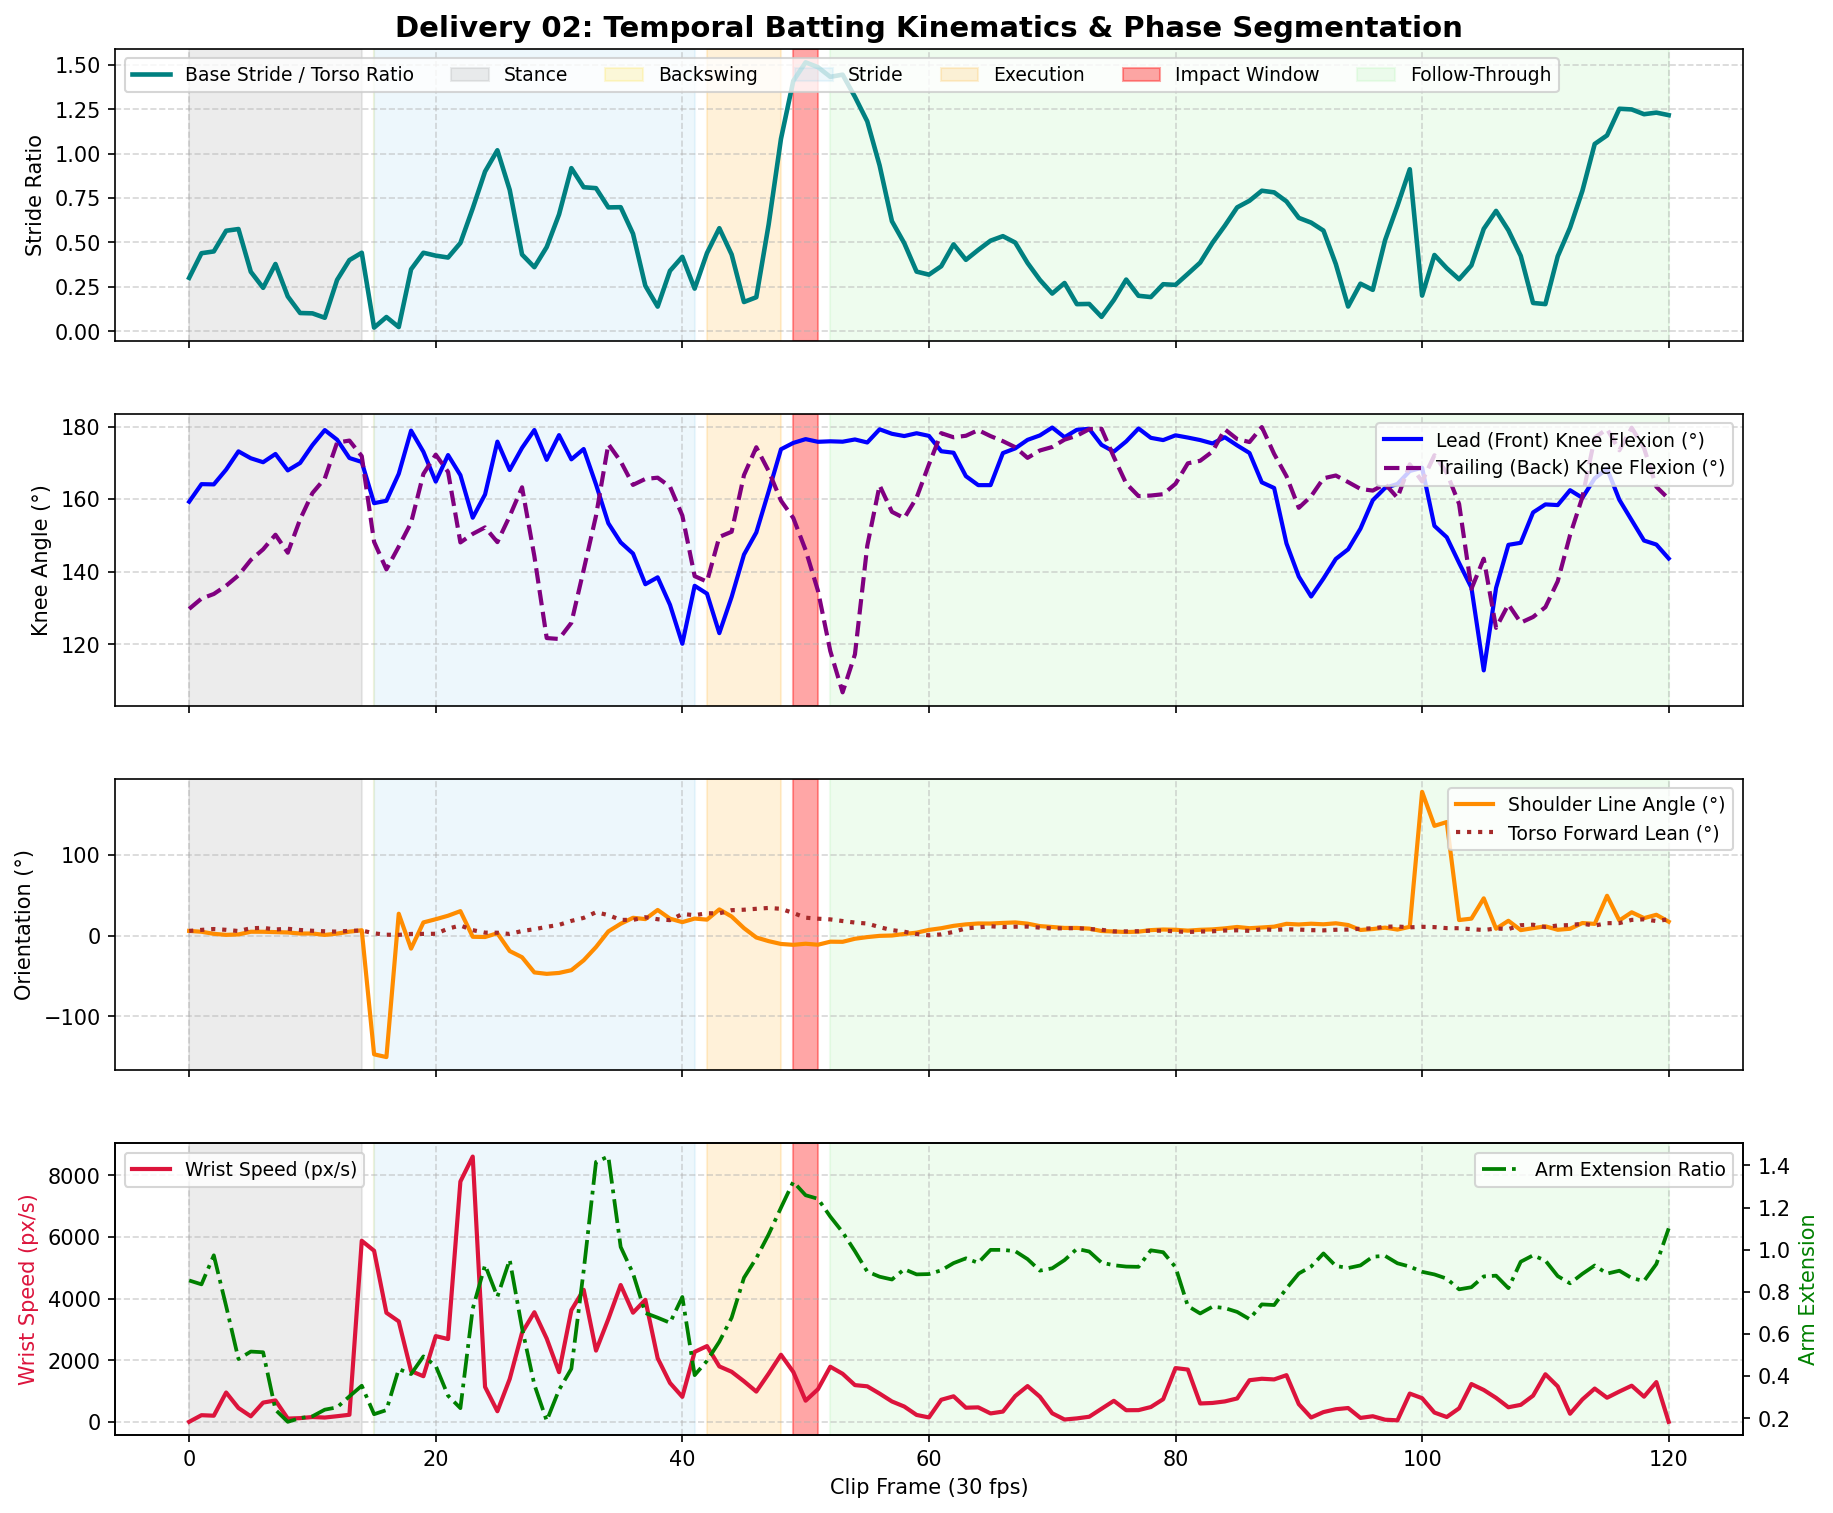 Delivery 02: Temporal Batting Kinematics & Phase Segmentation
Base Stride / Torso Ratio Stance Backswing Stride Execution Impact Window Follow-Through
Stride Ratio
1.50
1.25
1.00
0.75
0.50
0.25
0.00
Lead (Front) Knee Flexion (°)
Trailing (Back) Knee Flexion (°)
Knee Angle (°)
180
160
140
120
Shoulder Line Angle (°)
Torso Forward Lean (°)
Orientation (°)
100
0
−100
Wrist Speed (px/s)
Arm Extension Ratio
Wrist Speed (px/s)
8000
6000
4000
2000
0
1.4
1.2
1.0
0.8
0.6
0.4
0.2
Arm Extension
0 20 40 60 80 100 120
Clip Frame (30 fps)